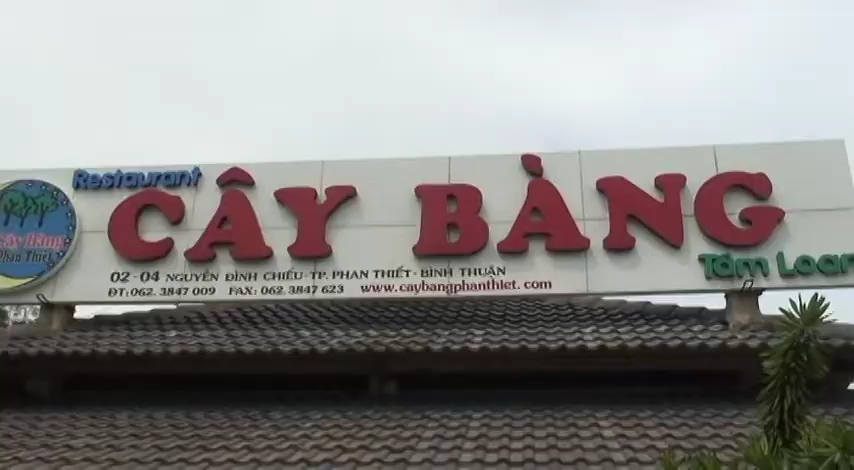 Restaurant
CÂY BÀNG
Tám Loan
02-04 NGUYỄN ĐÌNH CHIỂU-TP. PHAN THIẾT-BÌNH THUẬN
ĐT: 062. 3847 009 FAX: 062. 3847 623 www.caybangphanthiet.com
Cây Bàng
Phan Thiết